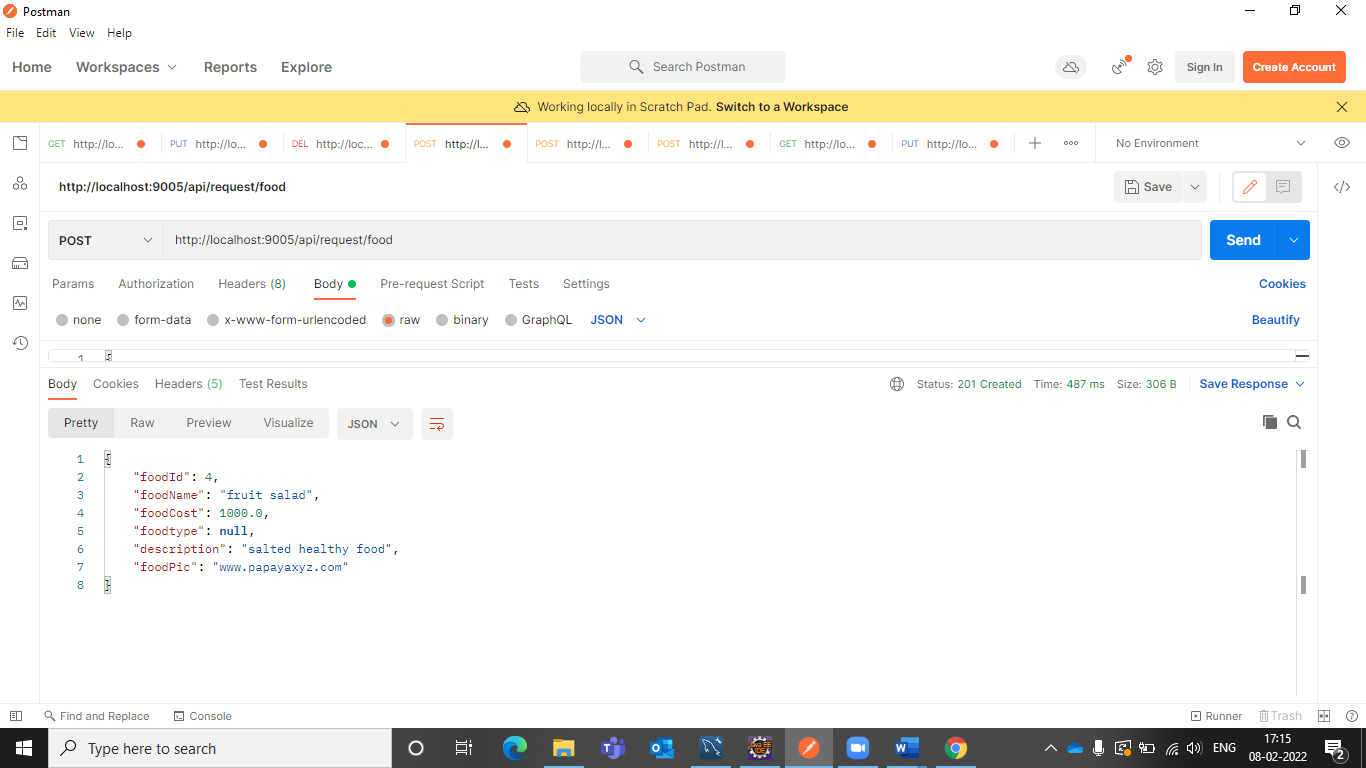 Postman
File Edit View Help
Home Workspaces Reports Explore Search Postman Sign In Create Account
Working locally in Scratch Pad. Switch to a Workspace
GET http://lo... PUT http://lo... DEL http://loc... POST http://l... POST http://l... POST http://l... GET http://lo... PUT http://lo... No Environment
http://localhost:9005/api/request/food Save
POST http://localhost:9005/api/request/food Send
Params Authorization Headers (8) Body Pre-request Script Tests Settings Cookies
none form-data x-www-form-urlencoded raw binary GraphQL JSON Beautify
1 {
Body Cookies Headers (5) Test Results Status: 201 Created Time: 487 ms Size: 306 B Save Response
Pretty Raw Preview Visualize JSON
1 {
2 "foodId": 4,
3 "foodName": "fruit salad",
4 "foodCost": 1000.0,
5 "foodtype": null,
6 "description": "salted healthy food",
7 "foodPic": "www.papayaxyz.com"
8 }
Find and Replace Console Runner Trash
Type here to search ENG 17:15
08-02-2022 2